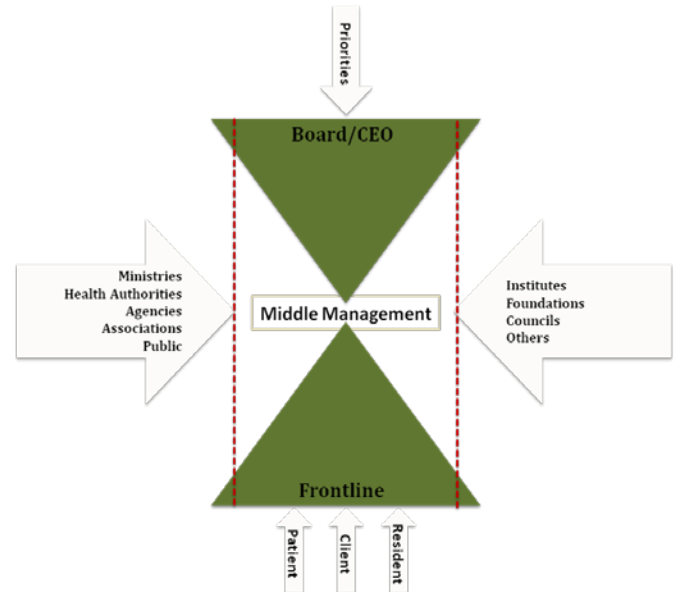 Priorities
Board/CEO
Ministries
Health Authorities
Agencies
Associations
Public
Middle Management
Institutes
Foundations
Councils
Others
Frontline
Patient
Client
Resident